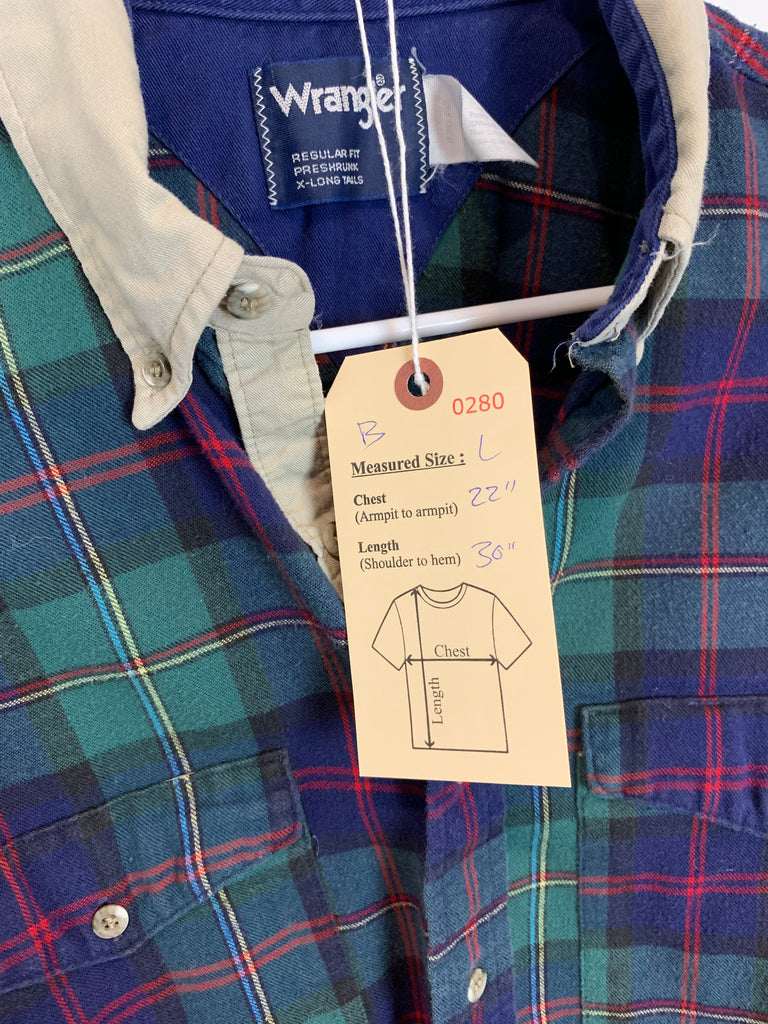 Wrangler®
REGULAR FIT
PRESHRUNK
X-LONG TAILS
0280
B
Measured Size : L
Chest 22"
(Armpit to armpit)
Length 30"
(Shoulder to hem)
Chest
Length